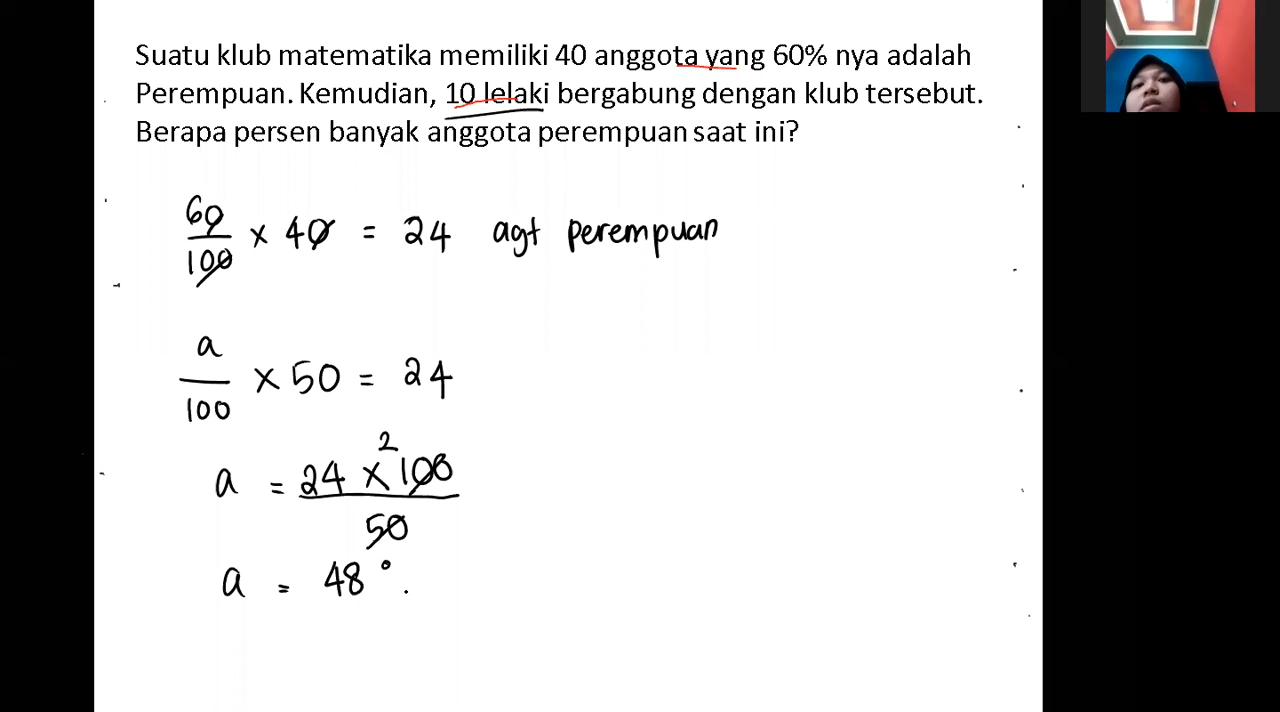 Suatu klub matematika memiliki 40 anggota yang 60% nya adalah
Perempuan. Kemudian, 10 lelaki bergabung dengan klub tersebut.
Berapa persen banyak anggota perempuan saat ini?
60/100 × 40 = 24 agt perempuan
a/100 × 50 = 24
a = 24 × 100 2 / 50
a = 48 °.